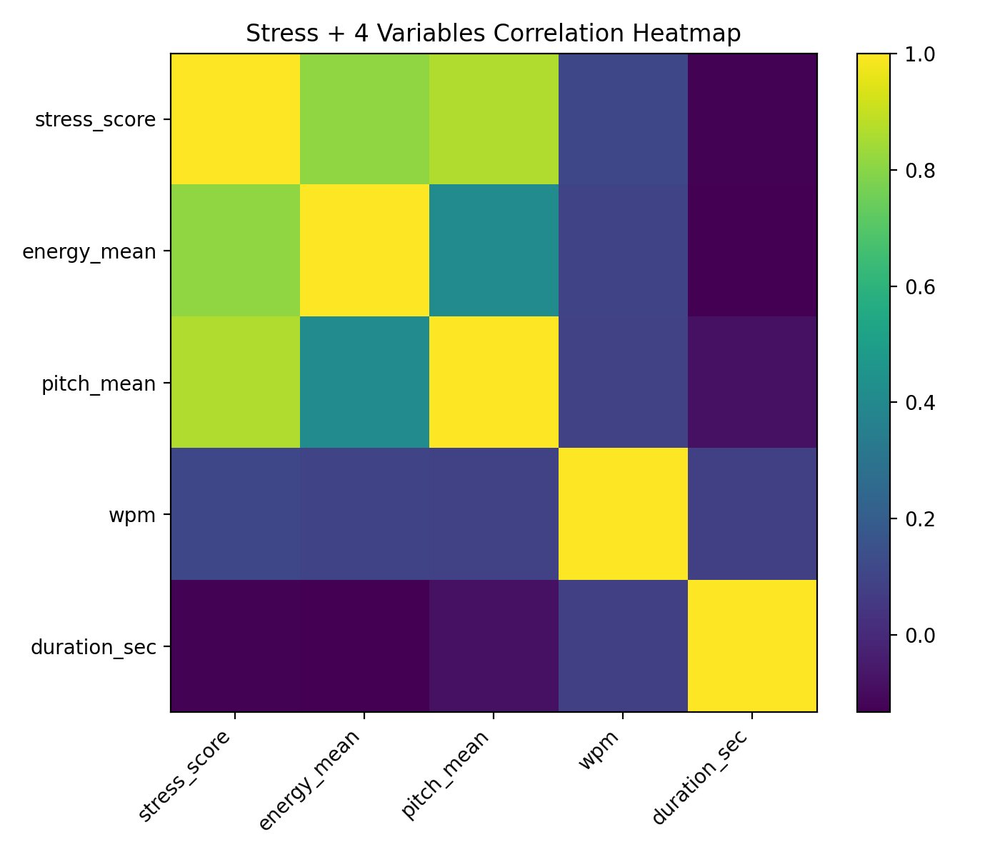 Stress + 4 Variables Correlation Heatmap
stress_score
energy_mean
pitch_mean
wpm
duration_sec
stress_score
energy_mean
pitch_mean
wpm
duration_sec
1.0
0.8
0.6
0.4
0.2
0.0